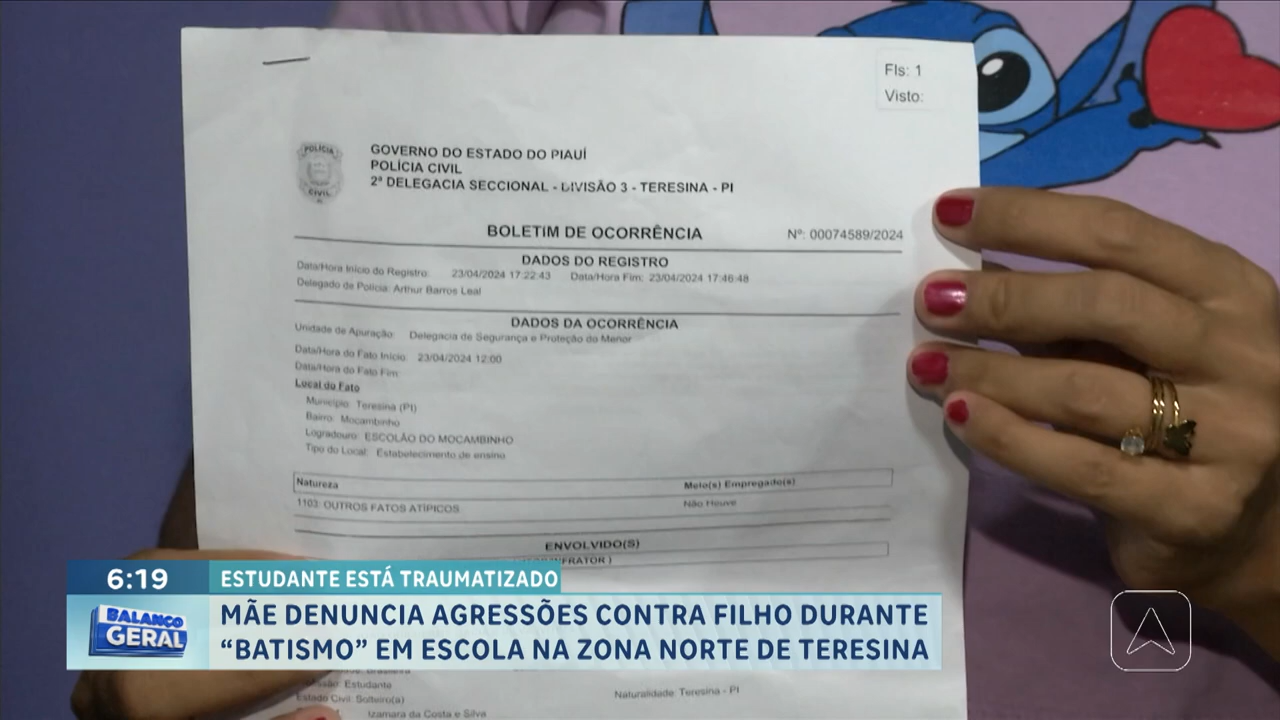 Fls: 1
Visto:
POLÍCIA
CIVIL
GOVERNO DO ESTADO DO PIAUÍ
POLÍCIA CIVIL
2ª DELEGACIA SECCIONAL - DIVISÃO 3 - TERESINA - PI
BOLETIM DE OCORRÊNCIA Nº: 00074589/2024
DADOS DO REGISTRO
Data/Hora Início do Registro: 23/04/2024 17:22:43 Data/Hora Fim: 23/04/2024 17:46:48
Delegado de Polícia: Arthur Barros Leal
DADOS DA OCORRÊNCIA
Unidade de Apuração: Delegacia de Segurança e Proteção do Menor
Data/Hora do Fato Início: 23/04/2024 12:00
Data/Hora do Fato Fim:
Local do Fato
Município: Teresina (PI)
Bairro: Mocambinho
Logradouro: ESCOLÃO DO MOCAMBINHO
Tipo do Local: Estabelecimento de ensino
Natureza Meio(s) Empregado(s)
1103: OUTROS FATOS ATÍPICOS Não Houve
ENVOLVIDO(S)
6:19 ESTUDANTE ESTÁ TRAUMATIZADO
BALANÇO GERAL
MÃE DENUNCIA AGRESSÕES CONTRA FILHO DURANTE
“BATISMO” EM ESCOLA NA ZONA NORTE DE TERESINA
Estudante
Estado Civil: Solteiro(a) Naturalidade: Teresina - PI
Izamara da Costa e Silva